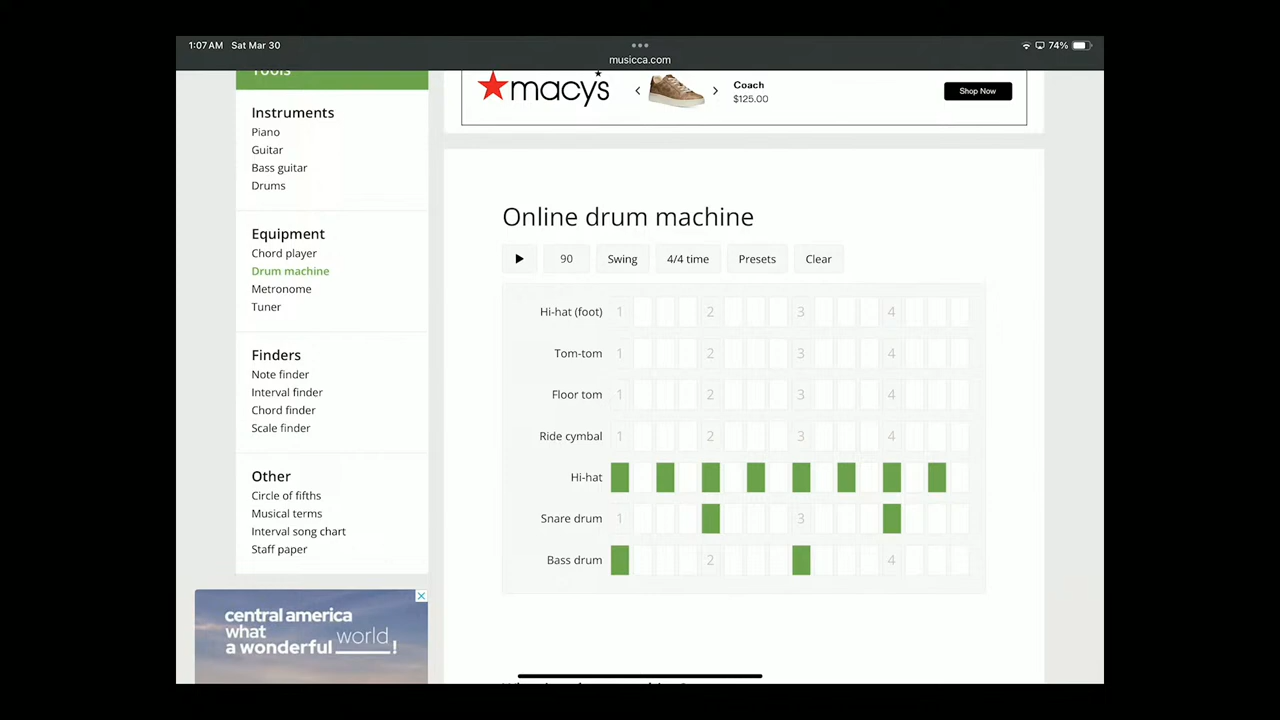 1:07 AM Sat Mar 30
74%
musicca.com
Tools
Instruments
Piano
Guitar
Bass guitar
Drums
Equipment
Chord player
Drum machine
Metronome
Tuner
Finders
Note finder
Interval finder
Chord finder
Scale finder
Other
Circle of fifths
Musical terms
Interval song chart
Staff paper
central america
what
a wonderful world!
macy's
Coach
$125.00
Shop Now
Online drum machine
90 Swing 4/4 time Presets Clear
Hi-hat (foot) 1 2 3 4
Tom-tom 1 2 3 4
Floor tom 1 2 3 4
Ride cymbal 1 2 3 4
Hi-hat
Snare drum 1 3
Bass drum 2 4